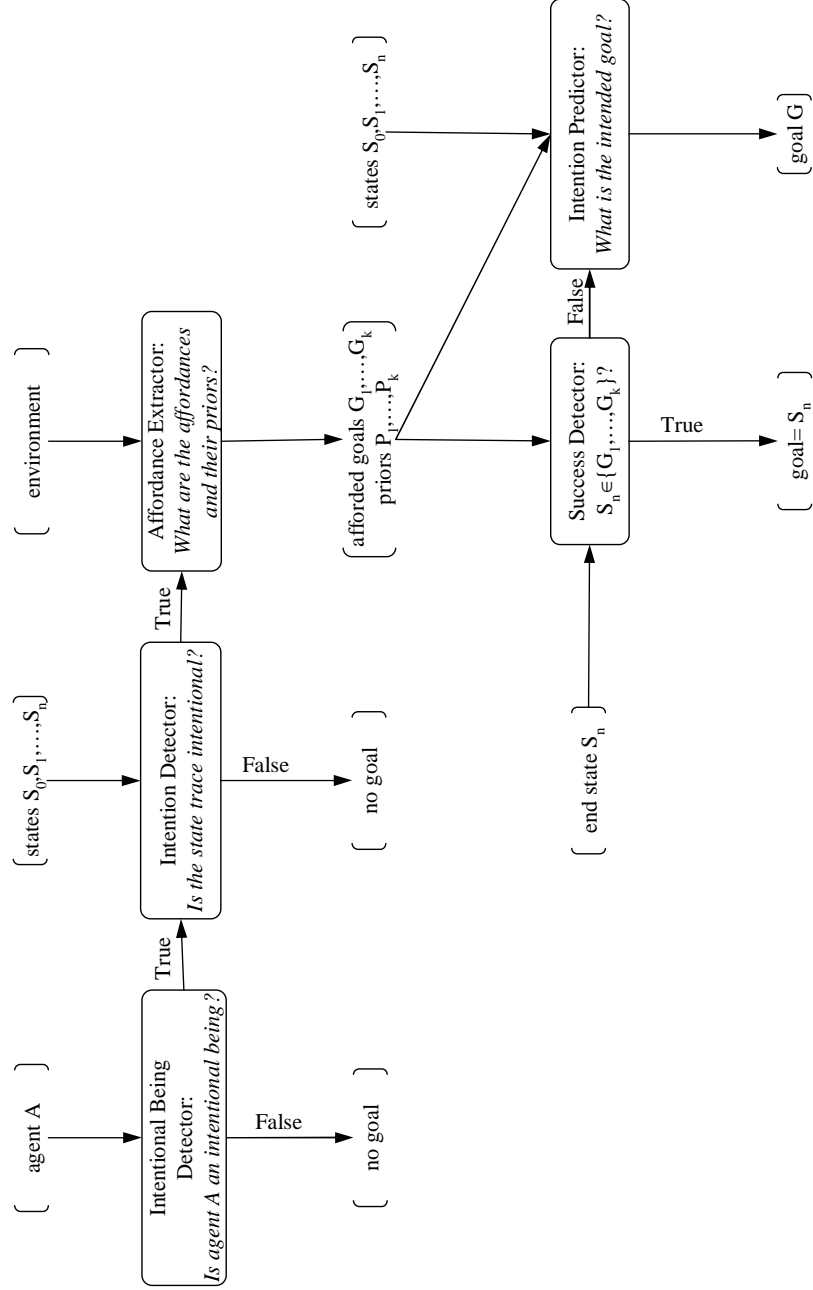 agent A
Intentional Being
Detector:
Is agent A an intentional being?
False
no goal
True
states S₀,S₁,...,Sₙ
Intention Detector:
Is the state trace intentional?
False
no goal
True
environment
Affordance Extractor:
What are the affordances
and their priors?
afforded goals G₁,...,Gₖ
priors P₁,...,Pₖ
end state Sₙ
Success Detector:
Sₙ ∈{G₁,...,Gₖ}?
True
goal= Sₙ
False
states S₀,S₁,...,Sₙ
Intention Predictor:
What is the intended goal?
goal G